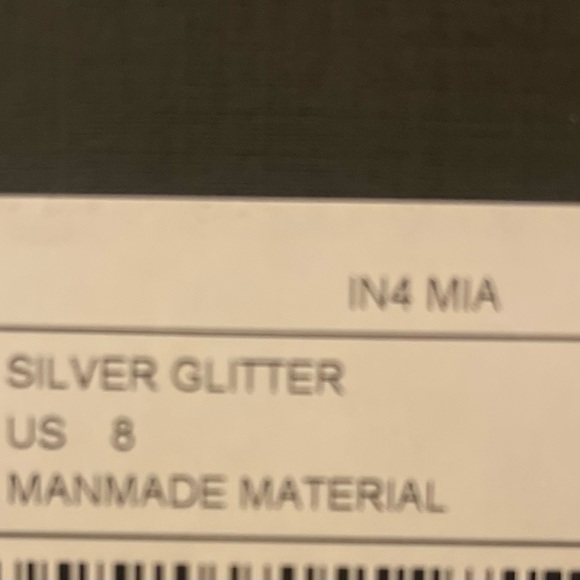 IN4 MIA
SILVER GLITTER
US 8
MANMADE MATERIAL